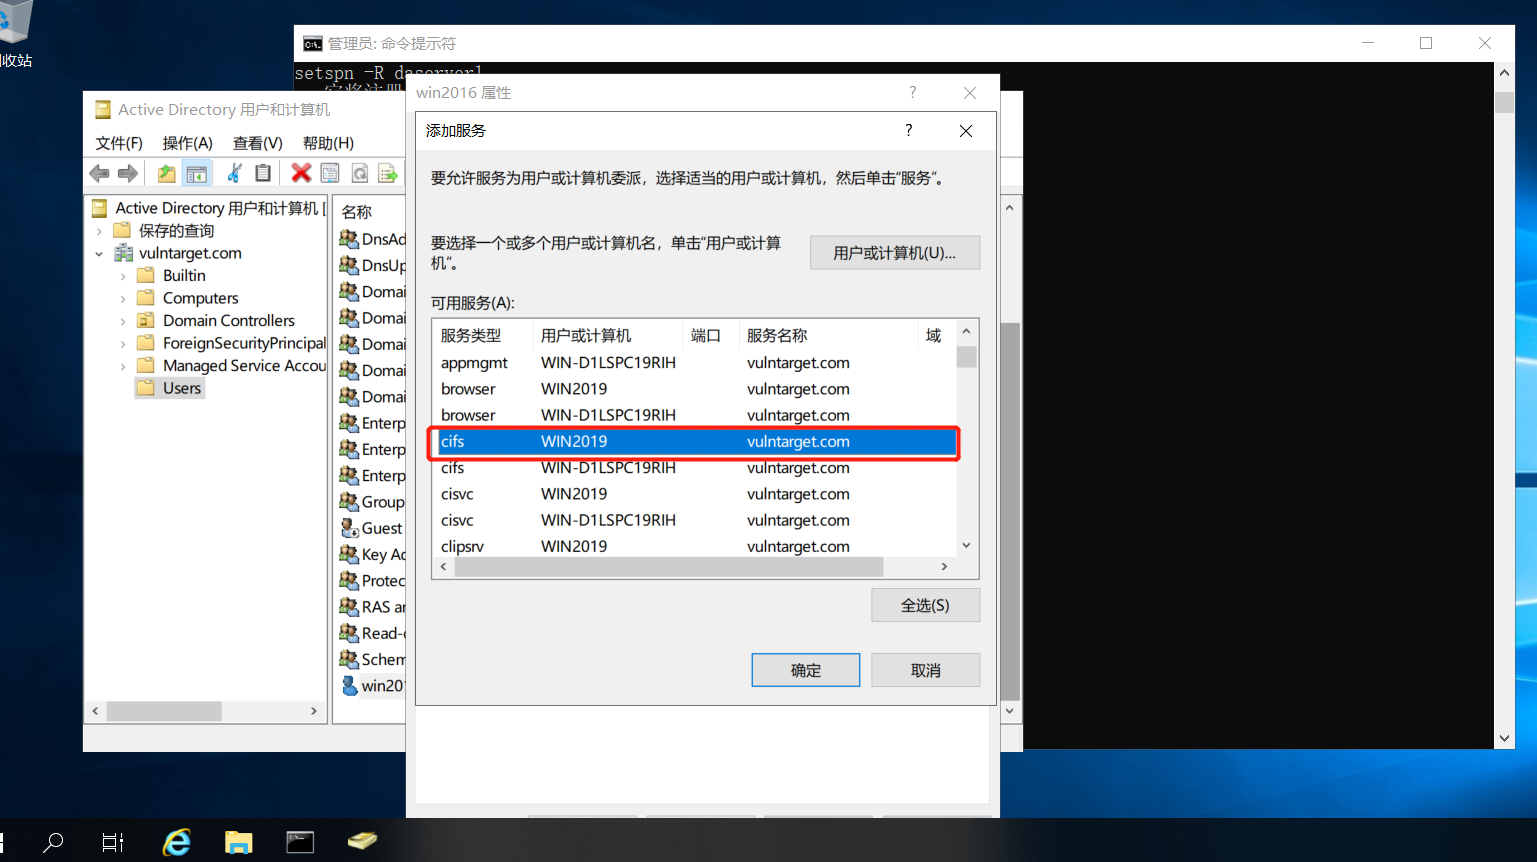 收站
管理员: 命令提示符
setspn -R daserver1
win2016 属性
Active Directory 用户和计算机
文件(F) 操作(A) 查看(V) 帮助(H)
Active Directory 用户和计算机 [
保存的查询
vulntarget.com
Builtin
Computers
Domain Controllers
ForeignSecurityPrincipal
Managed Service Accou
Users
名称
DnsAd
DnsUp
Domai
Domai
Domai
Domai
Domai
Enterp
Enterp
Enterp
Group
Guest
Key Ac
Protec
RAS an
Read-o
Schem
win201
添加服务
要允许服务为用户或计算机委派，选择适当的用户或计算机，然后单击“服务”。
要选择一个或多个用户或计算机名，单击“用户或计算
机”。
用户或计算机(U)...
可用服务(A):
服务类型 用户或计算机 端口 服务名称 域
appmgmt WIN-D1LSPC19RIH vulntarget.com
browser WIN2019 vulntarget.com
browser WIN-D1LSPC19RIH vulntarget.com
cifs WIN2019 vulntarget.com
cifs WIN-D1LSPC19RIH vulntarget.com
cisvc WIN2019 vulntarget.com
cisvc WIN-D1LSPC19RIH vulntarget.com
clipsrv WIN2019 vulntarget.com
全选(S)
确定 取消